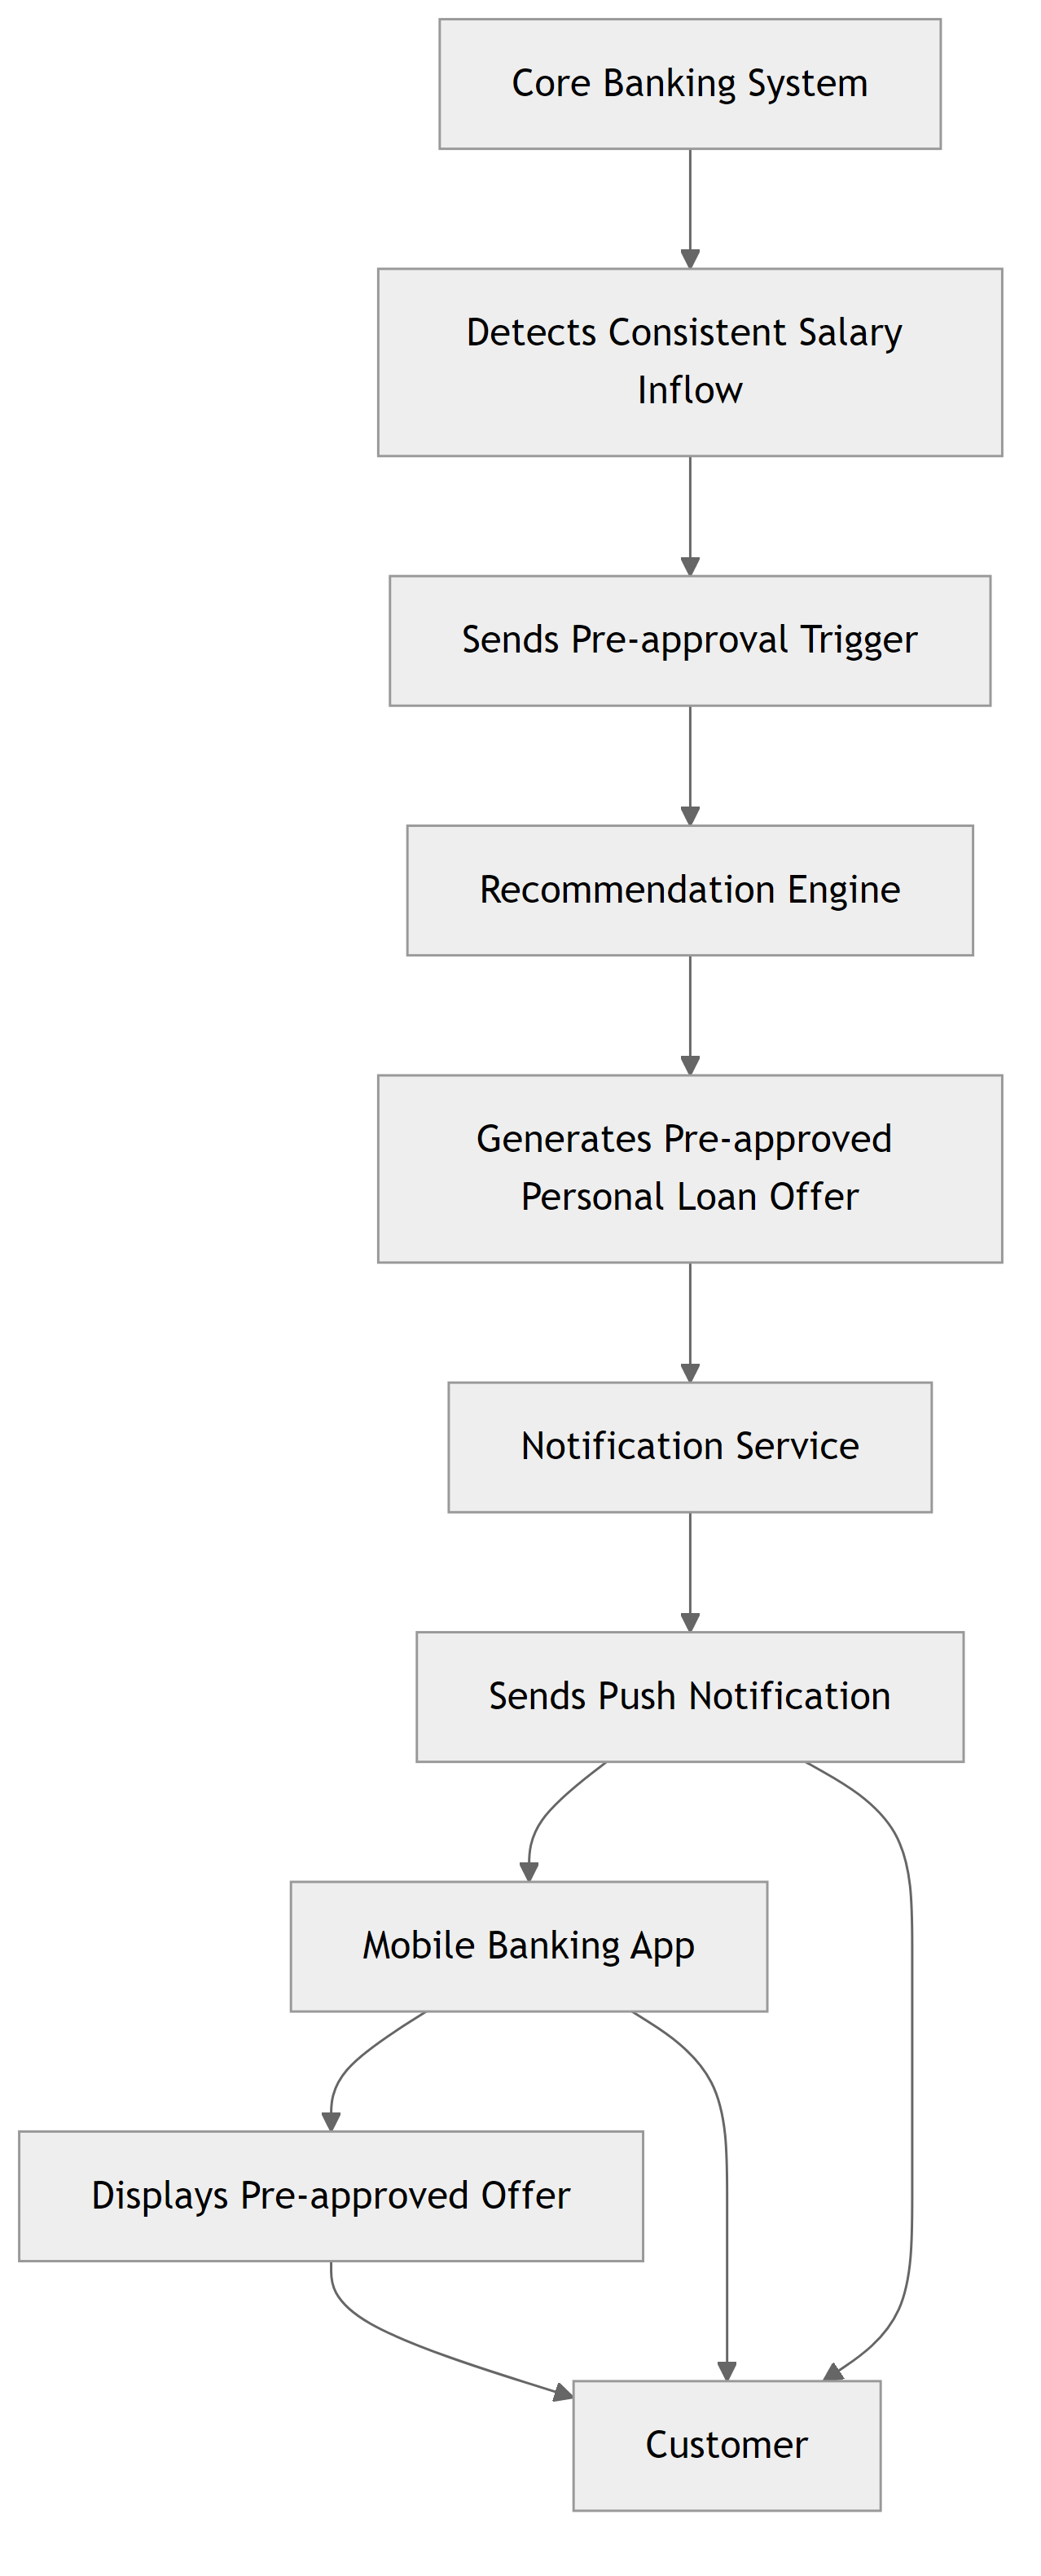 Core Banking System
Detects Consistent Salary
Inflow
Sends Pre-approval Trigger
Recommendation Engine
Generates Pre-approved
Personal Loan Offer
Notification Service
Sends Push Notification
Mobile Banking App
Displays Pre-approved Offer
Customer